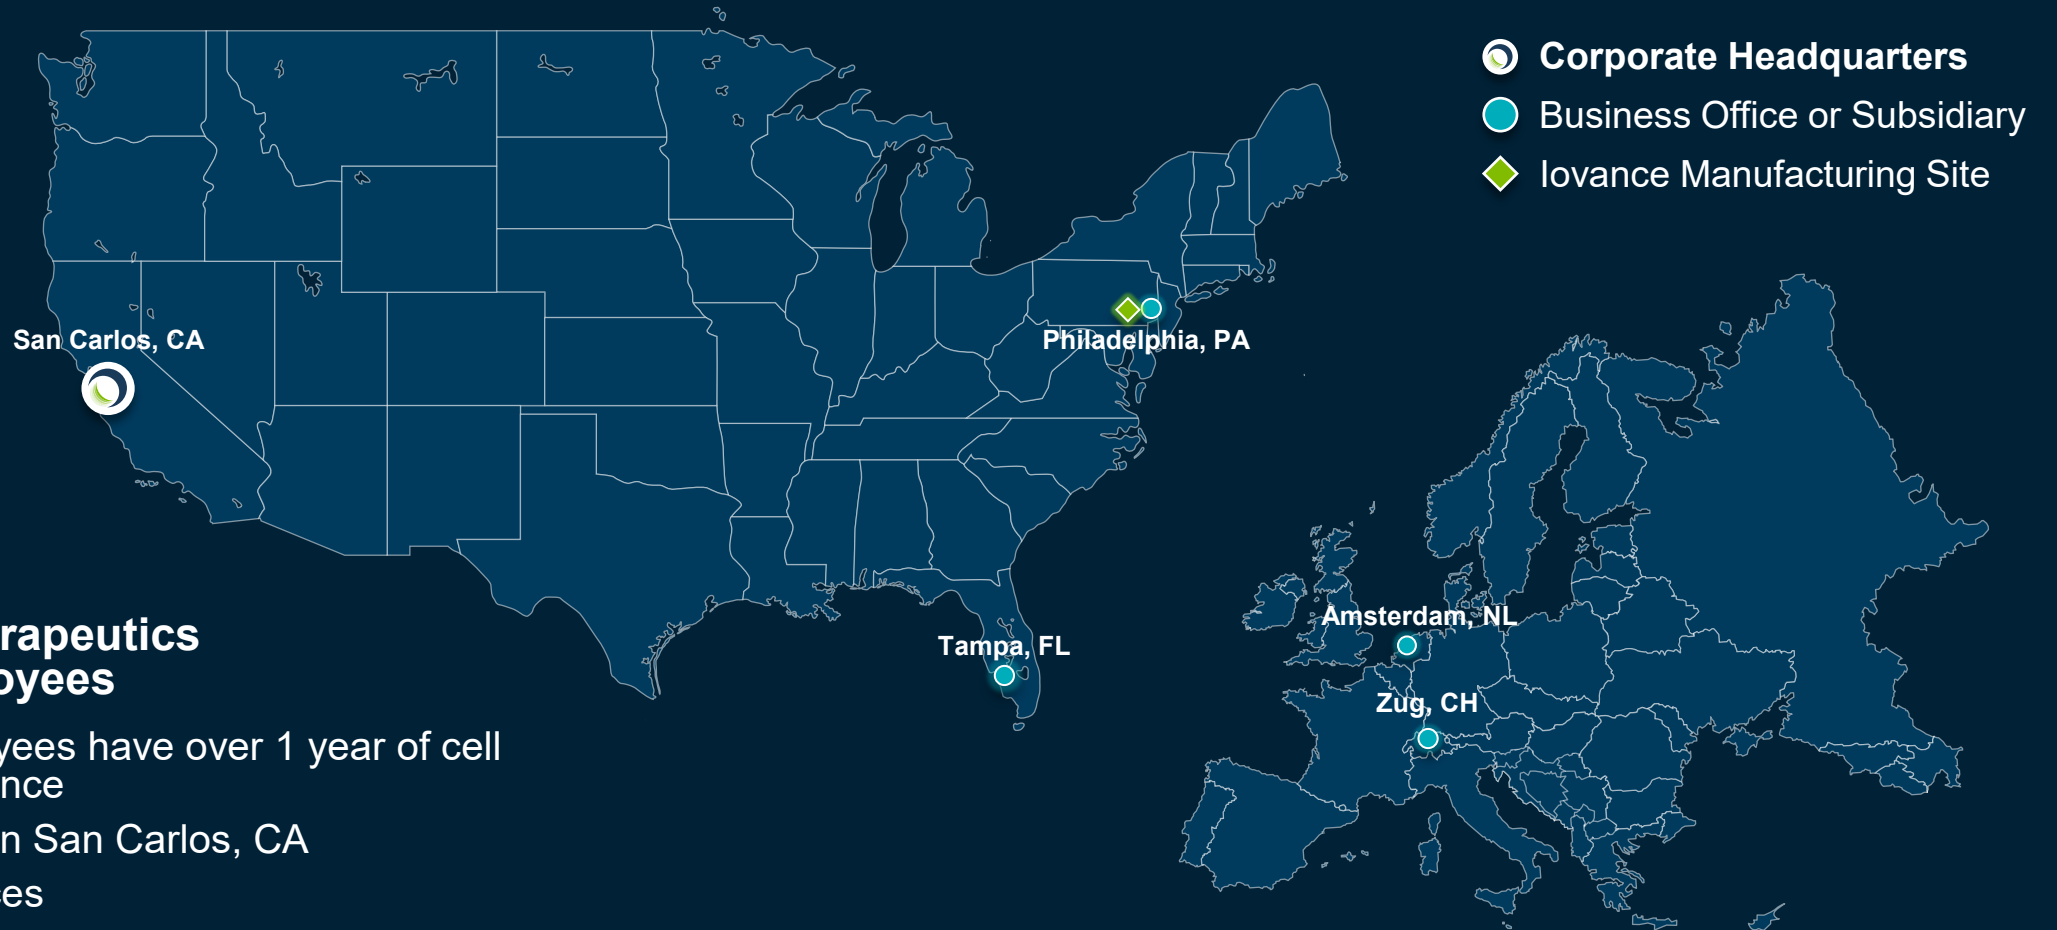 Corporate Headquarters
Business Office or Subsidiary
Iovance Manufacturing Site
San Carlos, CA
Philadelphia, PA
Tampa, FL
Amsterdam, NL
Zug, CH
rapeutics
oyees
yees have over 1 year of cell
nce
n San Carlos, CA
es